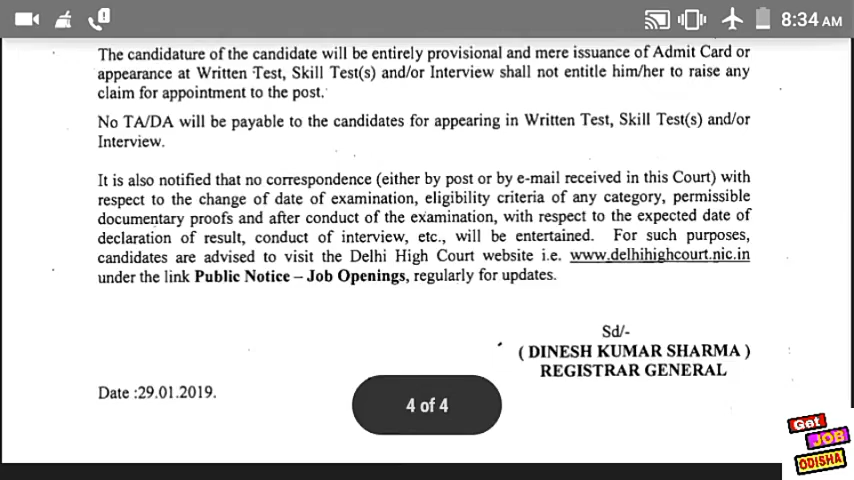 8:34 AM
The candidature of the candidate will be entirely provisional and mere issuance of Admit Card or
appearance at Written Test, Skill Test(s) and/or Interview shall not entitle him/her to raise any
claim for appointment to the post.
No TA/DA will be payable to the candidates for appearing in Written Test, Skill Test(s) and/or
Interview.
It is also notified that no correspondence (either by post or by e-mail received in this Court) with
respect to the change of date of examination, eligibility criteria of any category, permissible
documentary proofs and after conduct of the examination, with respect to the expected date of
declaration of result, conduct of interview, etc., will be entertained. For such purposes,
candidates are advised to visit the Delhi High Court website i.e. www.delhihighcourt.nic.in
under the link Public Notice – Job Openings, regularly for updates.
Sd/-
( DINESH KUMAR SHARMA )
REGISTRAR GENERAL
Date :29.01.2019.
4 of 4
Get
JOB
ODISHA